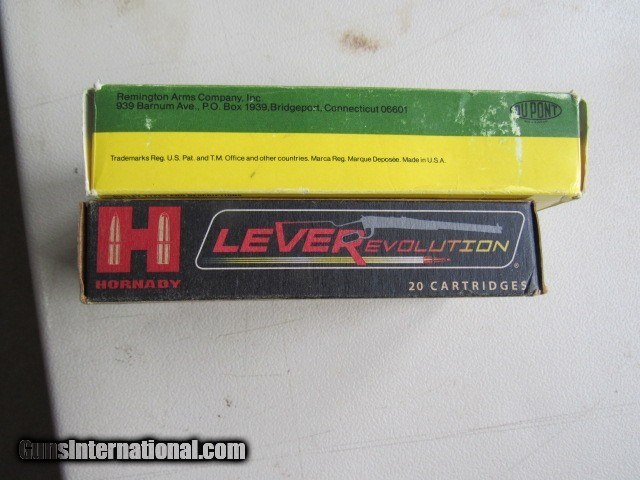 Remington Arms Company, Inc.
939 Barnum Ave., P.O. Box 1939, Bridgeport, Connecticut 06601
DU PONT
Trademarks Reg. U.S. Pat. and T.M. Office and other countries. Marca Reg. Marque Deposée. Made in U.S.A.
H
HORNADY
LEVEREVOLUTION
®
20 CARTRIDGES
GunsInternational.com